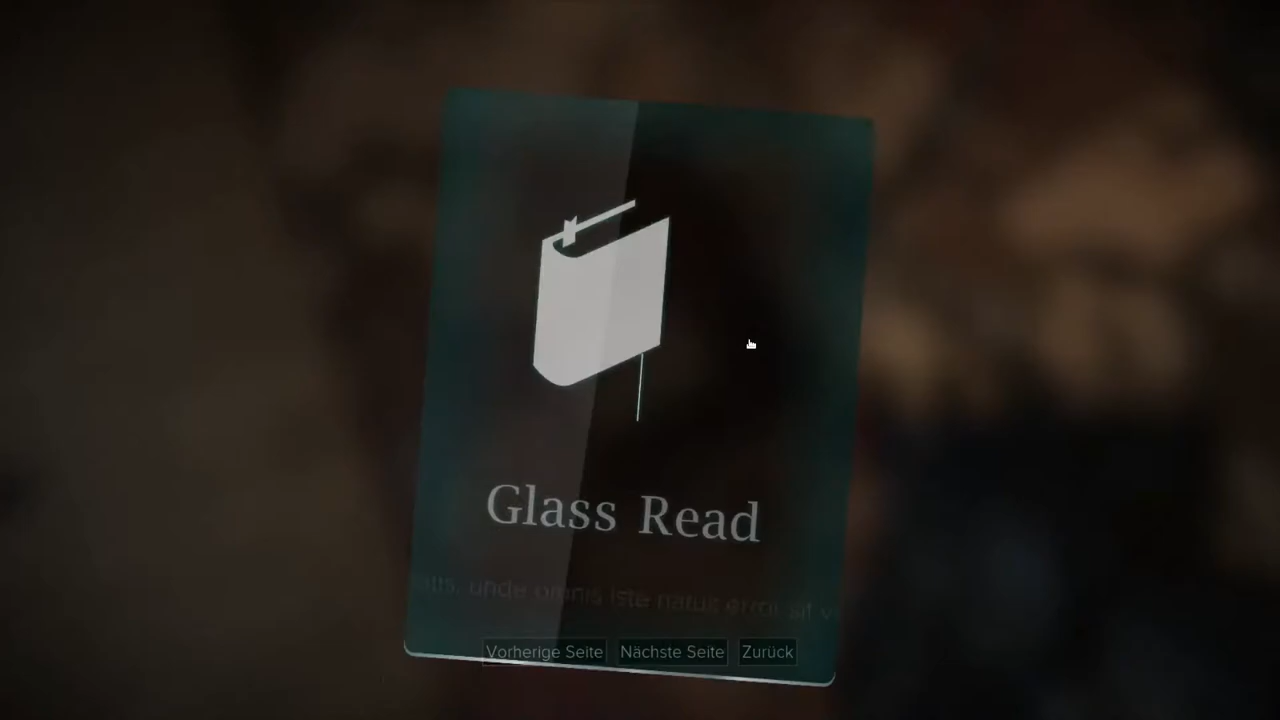 Glass Read
unde omnis iste natus error sit
Vorherige Seite Nächste Seite Zurück